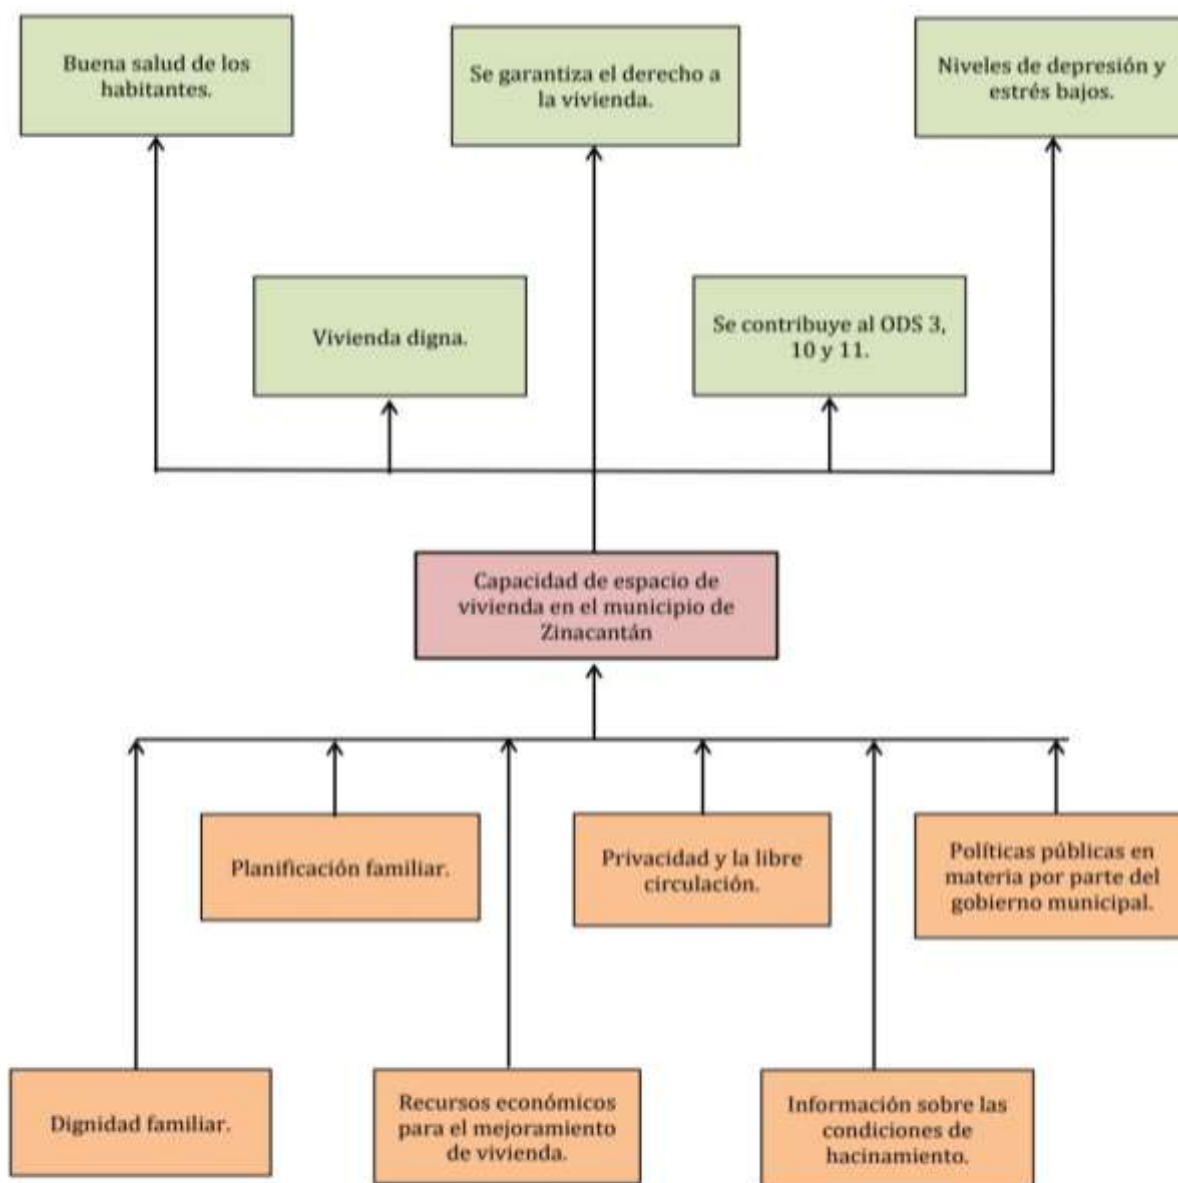 Buena salud de los
habitantes.
Se garantiza el derecho a
la vivienda.
Niveles de depresión y
estrés bajos.
Vivienda digna.
Se contribuye al ODS 3,
10 y 11.
Capacidad de espacio de
vivienda en el municipio de
Zinacantán
Planificación familiar.
Privacidad y la libre
circulación.
Políticas públicas en
materia por parte del
gobierno municipal.
Dignidad familiar.
Recursos económicos
para el mejoramiento
de vivienda.
Información sobre las
condiciones de
hacinamiento.